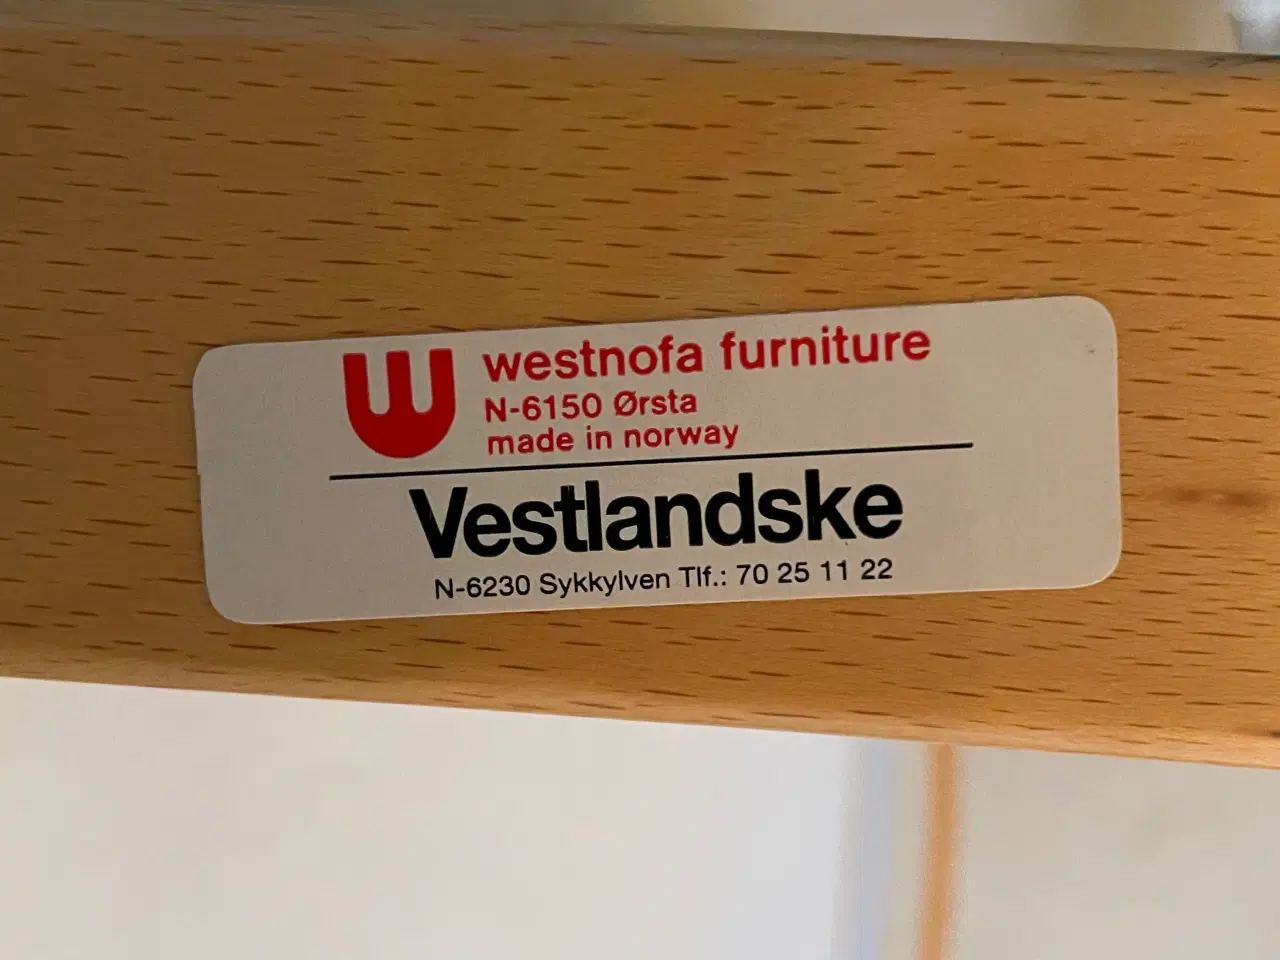 westnofa furniture
N-6150 Ørsta
made in norway
Vestlandske
N-6230 Sykkylven Tlf.: 70 25 11 22